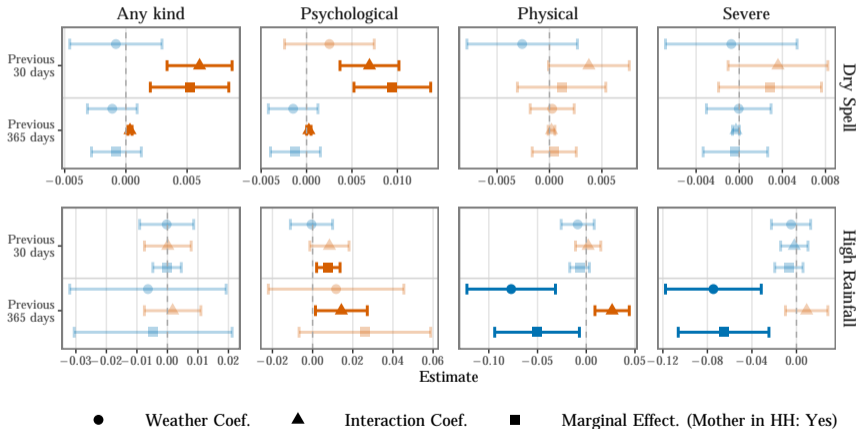 Any kind Psychological Physical Severe
Previous
30 days
Previous
365 days
Dry Spell
−0.005 0.000 0.005 −0.005 0.000 0.005 0.010 −0.005 0.000 0.005 −0.004 0.000 0.004 0.008
Previous
30 days
Previous
365 days
High Rainfall
−0.03 −0.02 −0.01 0.00 0.01 0.02 −0.02 0.00 0.02 0.04 0.06 −0.10 −0.05 0.00 0.05 −0.12 −0.08 −0.04 0.00
Estimate
Weather Coef. Interaction Coef. Marginal Effect. (Mother in HH: Yes)